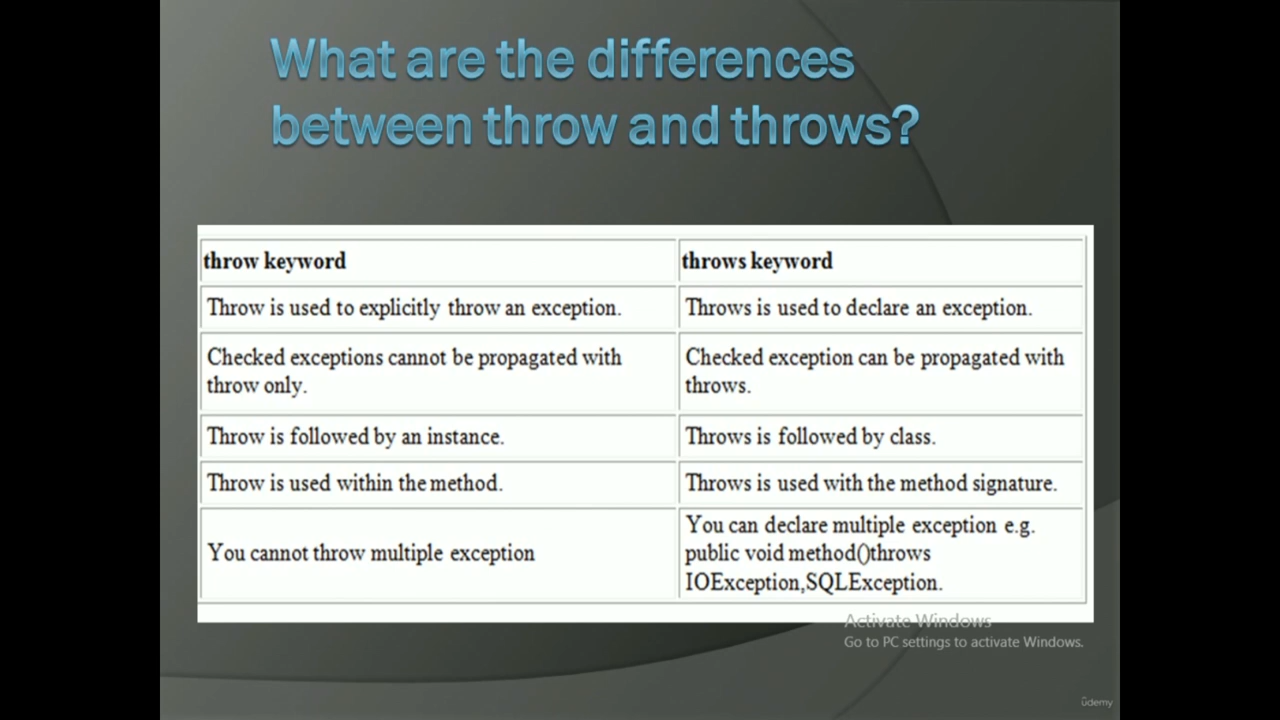 What are the differences
between throw and throws?
throw keyword
throws keyword
Throw is used to explicitly throw an exception.
Throws is used to declare an exception.
Checked exceptions cannot be propagated with
throw only.
Checked exception can be propagated with
throws.
Throw is followed by an instance.
Throws is followed by class.
Throw is used within the method.
Throws is used with the method signature.
You cannot throw multiple exception
You can declare multiple exception e.g.
public void method()throws
IOException,SQLException.
Activate Windows
Go to PC settings to activate Windows.
udemy